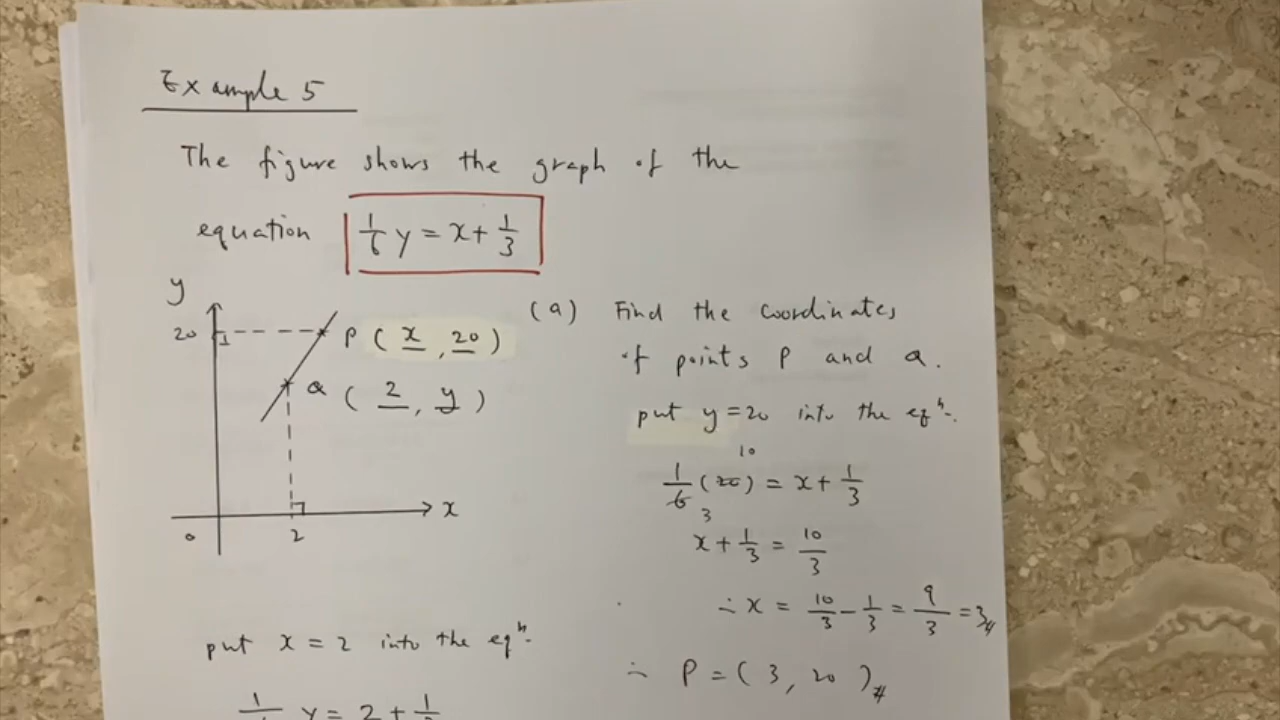 Example 5
The figure shows the graph of the
equation 1/6 y = x + 1/3
y
20
P ( x , 20 )
Q ( 2 , y )
x
0
2
(a) Find the coordinates
of points P and Q.
put y = 20 into the eqⁿ.
10
1/6 (20) = x + 1/3
3
x + 1/3 = 10/3
∴ x = 10/3 - 1/3 = 9/3 = 3
∴ P = ( 3 , 20 )
put x = 2 into the eqⁿ.
y = 2 +